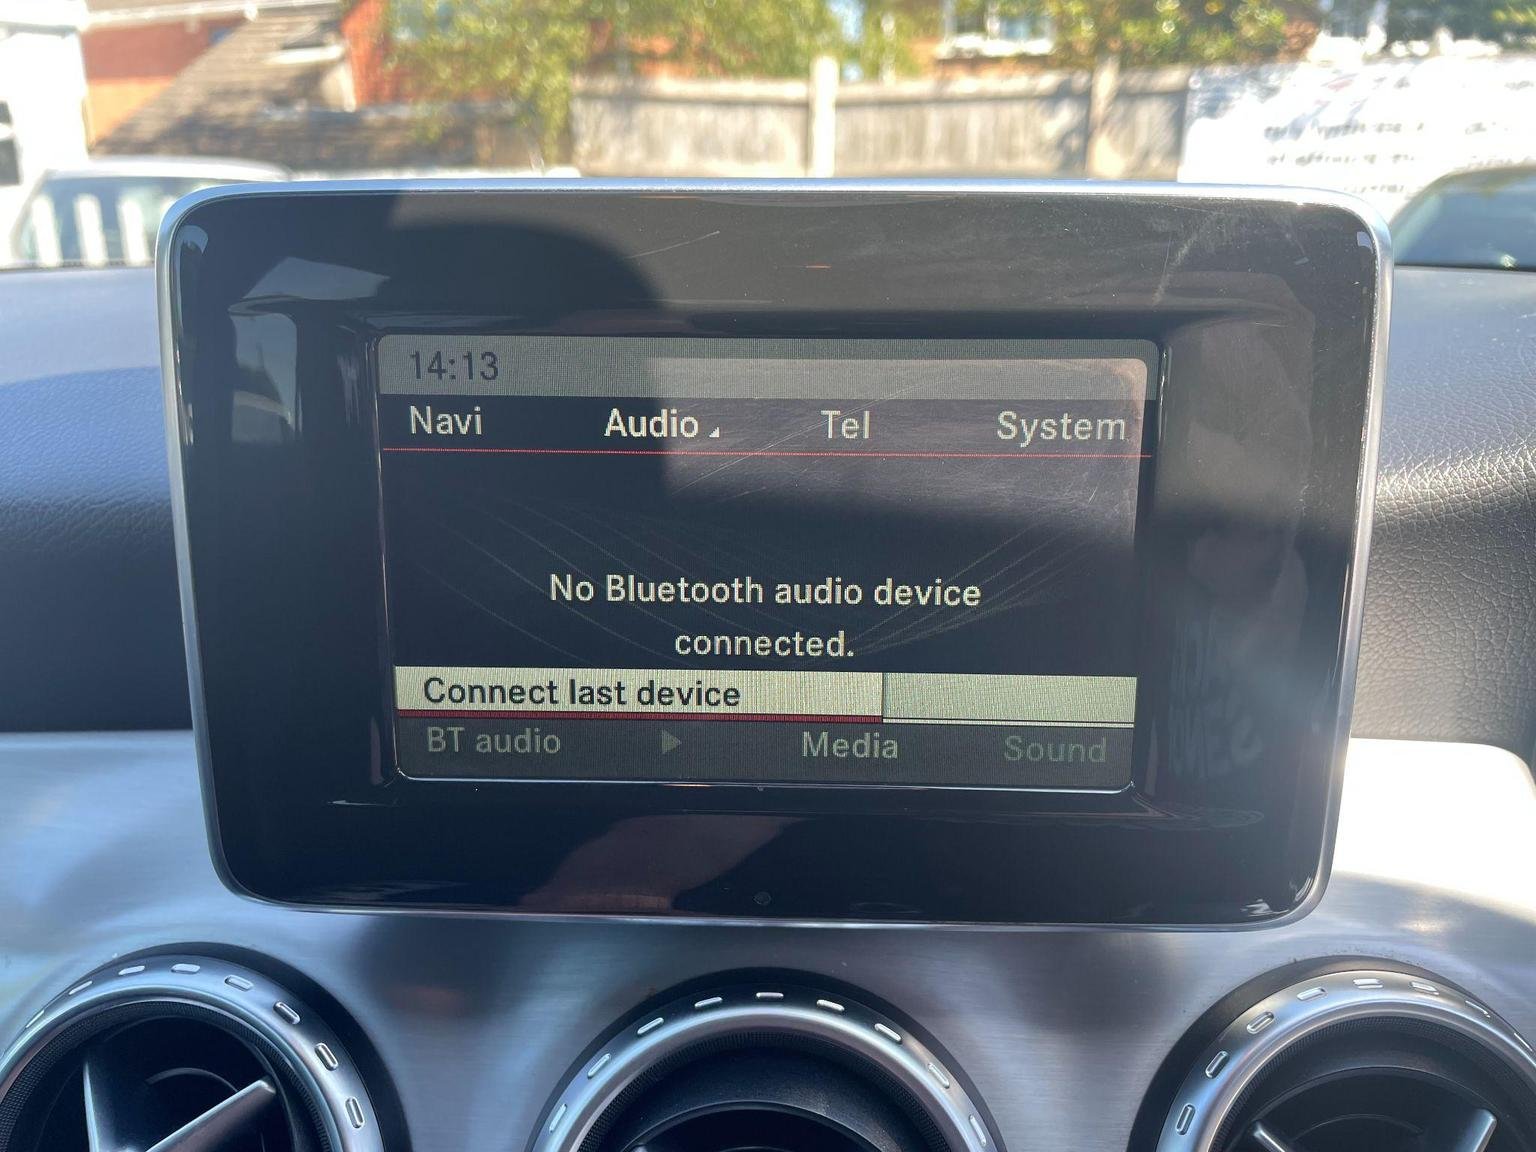 14:13
Navi Audio Tel System
No Bluetooth audio device
connected.
Connect last device
BT audio Media Sound